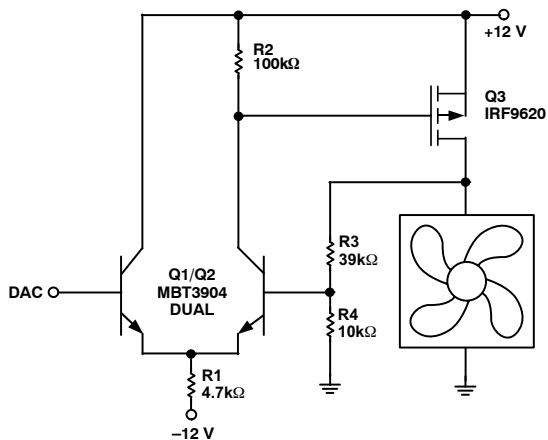 +12 V
R2
100kΩ
Q3
IRF9620
R3
39kΩ
Q1/Q2
MBT3904
DUAL
DAC
R4
10kΩ
R1
4.7kΩ
–12 V